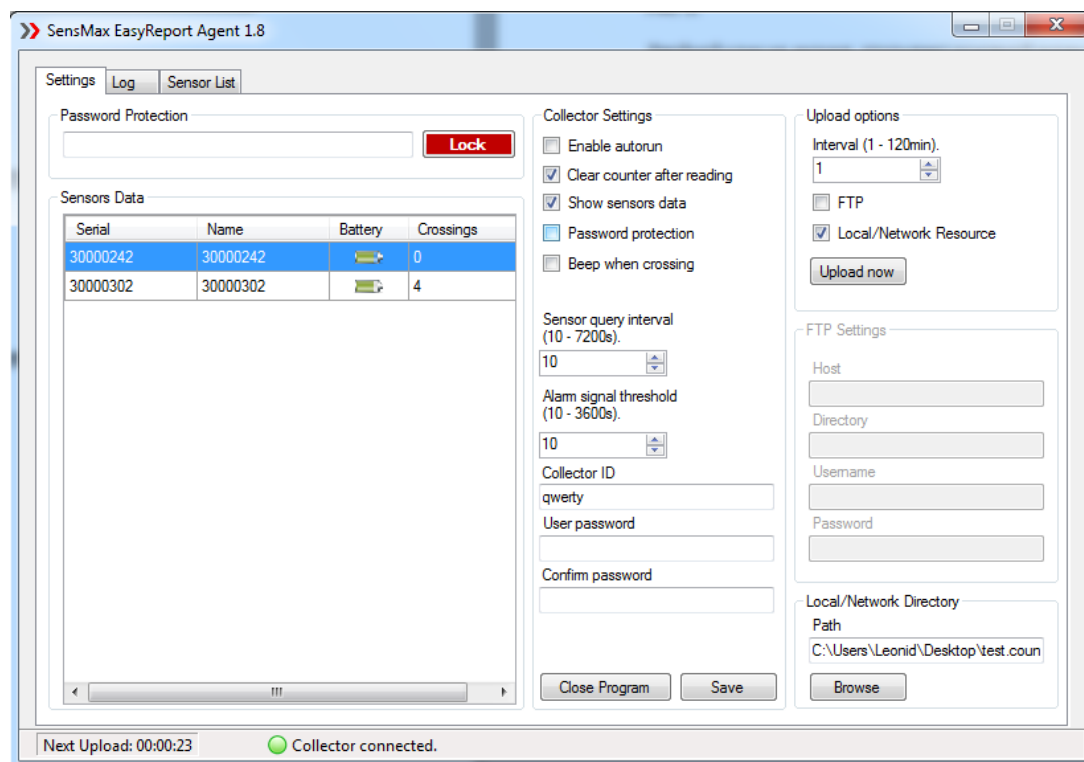 SensMax EasyReport Agent 1.8
Settings
Log
Sensor List
Password Protection
Lock
Sensors Data
Serial Name Battery Crossings
30000242 30000242 0
30000302 30000302 4
Collector Settings
Enable autorun
Clear counter after reading
Show sensors data
Password protection
Beep when crossing
Sensor query interval
(10 - 7200s).
10
Alarm signal threshold
(10 - 3600s).
10
Collector ID
qwerty
User password
Confirm password
Close Program
Save
Upload options
Interval (1 - 120min).
1
FTP
Local/Network Resource
Upload now
FTP Settings
Host
Directory
Username
Password
Local/Network Directory
Path
C:\Users\Leonid\Desktop\test.coun
Browse
Next Upload: 00:00:23
Collector connected.